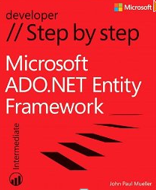 Microsoft
developer
// Step by step
Microsoft
ADO.NET Entity
Framework
Intermediate
John Paul Mueller